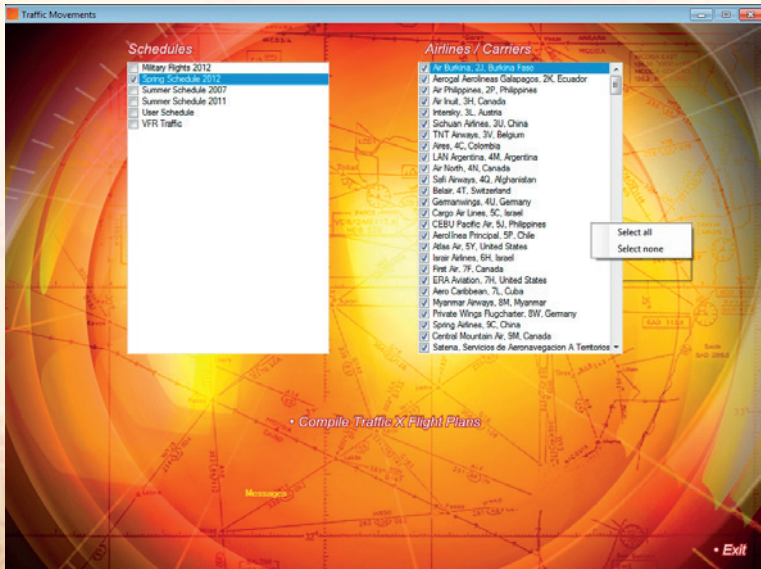 Traffic Movements
Schedules
Military Flights 2012
Spring Schedule 2012
Summer Schedule 2007
Summer Schedule 2011
User Schedule
VFR Traffic
Airlines / Carriers
Air Burkina, 2J, Burkina Faso
Aerogal Aerolineas Galapagos, 2K, Ecuador
Air Philippines, 2P, Philippines
Air Inuit, 3H, Canada
Intersky, 3L, Austria
Sichuan Airlines, 3U, China
TNT Airways, 3V, Belgium
Aires, 4C, Colombia
LAN Argentina, 4M, Argentina
Air North, 4N, Canada
Safi Airways, 4Q, Afghanistan
Belair, 4T, Switzerland
Germanwings, 4U, Germany
Cargo Air Lines, 5C, Israel
CEBU Pacific Air, 5J, Philippines
Aerolínea Principal, 5P, Chile
Atlas Air, 5Y, United States
Israir Airlines, 6H, Israel
First Air, 7F, Canada
ERA Aviation, 7H, United States
Aero Caribbean, 7L, Cuba
Myanmar Airways, 8M, Myanmar
Private Wings Flugcharter, 8W, Germany
Spring Airlines, 9C, China
Central Mountain Air, 9M, Canada
Satena, Servicios de Aeronavegacion A Territorios
Select all
Select none
• Compile Traffic X Flight Plans
Messages
• Exit